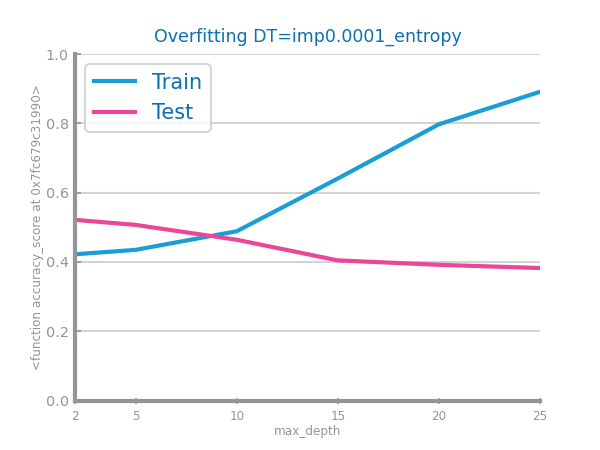 Overfitting DT=imp0.0001_entropy
1.0
0.8
0.6
0.4
0.2
0.0
<function accuracy_score at 0x7fc679c31990>
Train
Test
2 5 10 15 20 25
max_depth